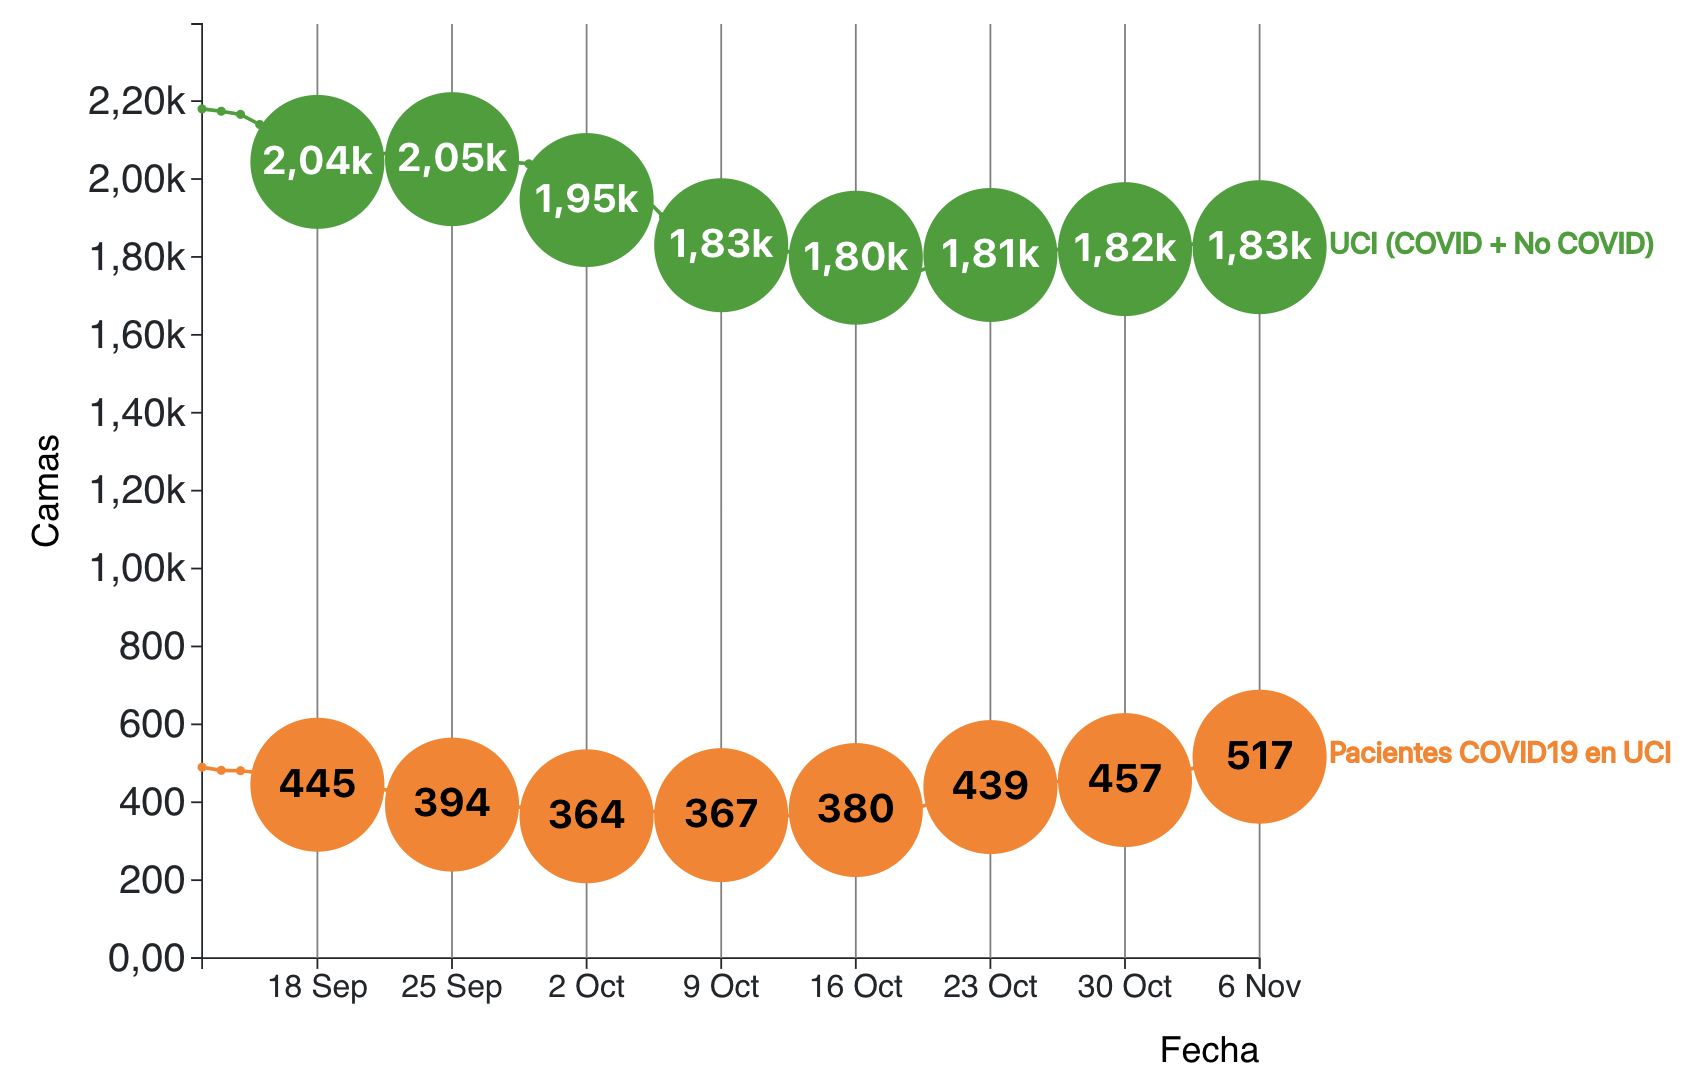 2,20k
2,00k
1,80k
1,60k
1,40k
1,20k
1,00k
800
600
400
200
0,00
Camas
2,04k 2,05k 1,95k 1,83k 1,80k 1,81k 1,82k 1,83k
UCI (COVID + No COVID)
445 394 364 367 380 439 457 517
Pacientes COVID19 en UCI
18 Sep 25 Sep 2 Oct 9 Oct 16 Oct 23 Oct 30 Oct 6 Nov
Fecha